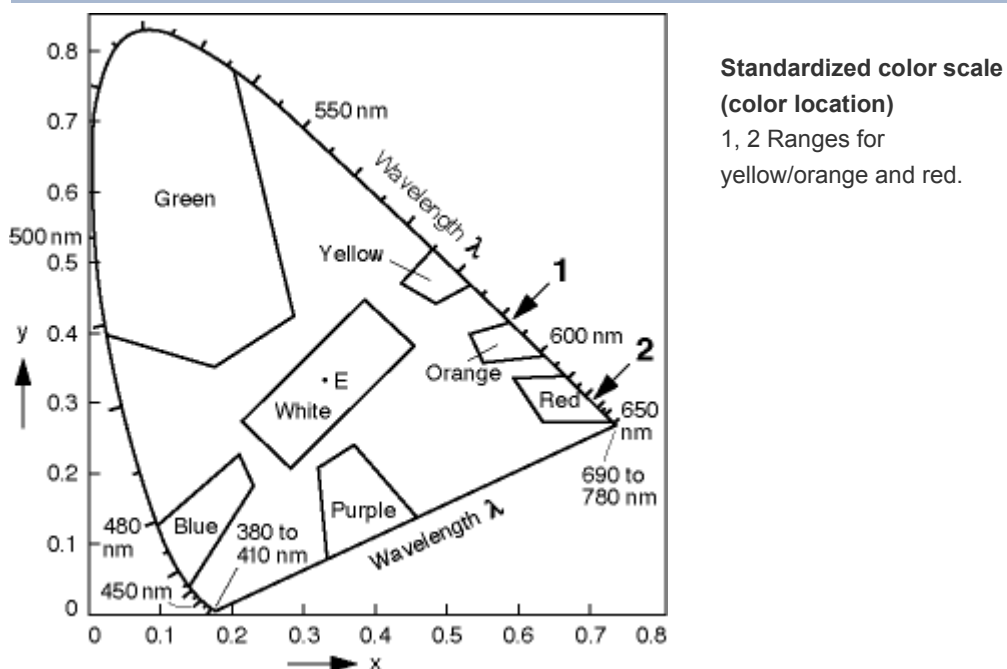 Standardized color scale
(color location)
1, 2 Ranges for
yellow/orange and red.
0.8
0.7
0.6
500 nm
0.5
y
0.4
0.3
0.2
0.1
0
0 0.1 0.2 0.3 0.4 0.5 0.6 0.7 0.8
x
550 nm
Wavelength λ
Green
Yellow
1
600 nm
Orange
2
Red
650
nm
690 to
780 nm
E
White
Purple
Blue
480
nm
380 to
410 nm
450 nm
Wavelength λ